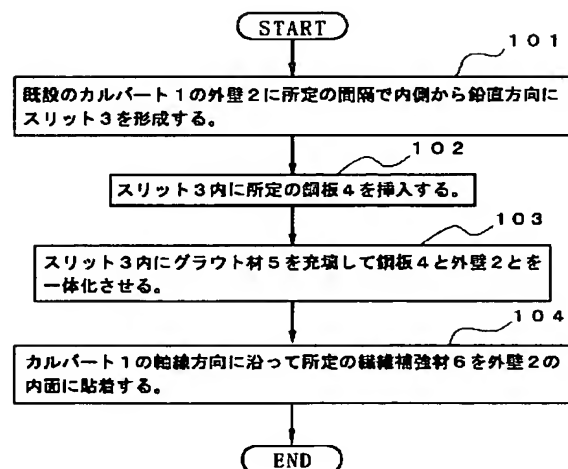 START
101
既設のカルバート1の外壁2に所定の間隔で内側から鉛直方向に
スリット3を形成する。
102
スリット3内に所定の鋼板4を挿入する。
103
スリット3内にグラウト材5を充填して鋼板4と外壁2とを
一体化させる。
104
カルバート1の軸線方向に沿って所定の繊維補強材6を外壁2の
内面に貼着する。
END